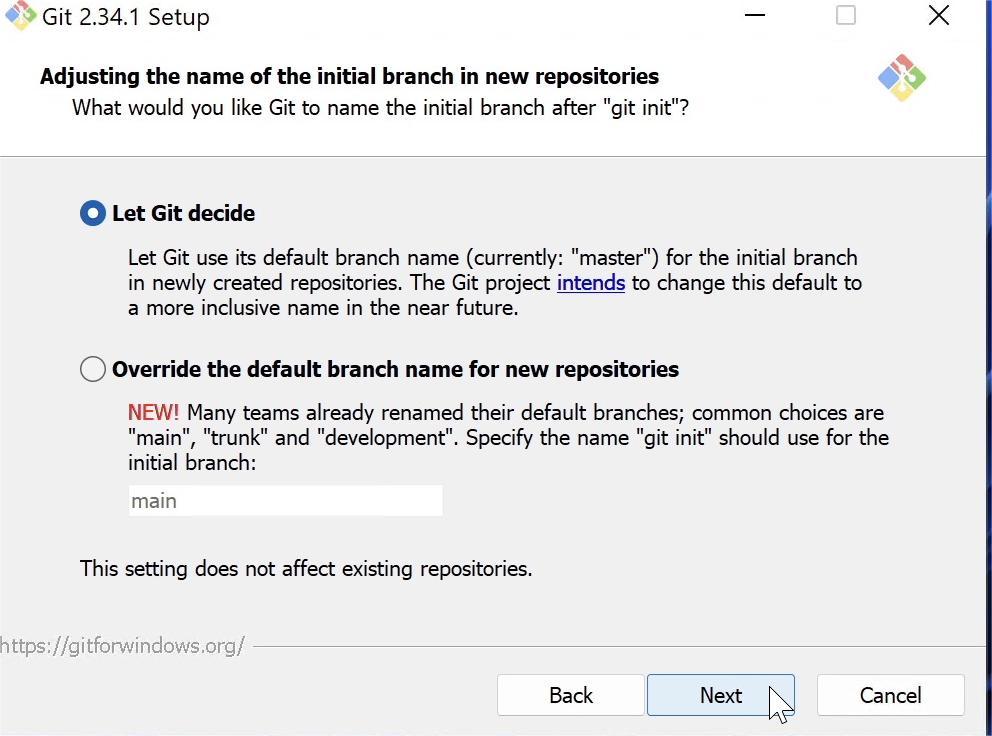 Git 2.34.1 Setup
Adjusting the name of the initial branch in new repositories
What would you like Git to name the initial branch after "git init"?
Let Git decide
Let Git use its default branch name (currently: "master") for the initial branch
in newly created repositories. The Git project intends to change this default to
a more inclusive name in the near future.
Override the default branch name for new repositories
NEW! Many teams already renamed their default branches; common choices are
"main", "trunk" and "development". Specify the name "git init" should use for the
initial branch:
main
This setting does not affect existing repositories.
https://gitforwindows.org/
Back Next Cancel